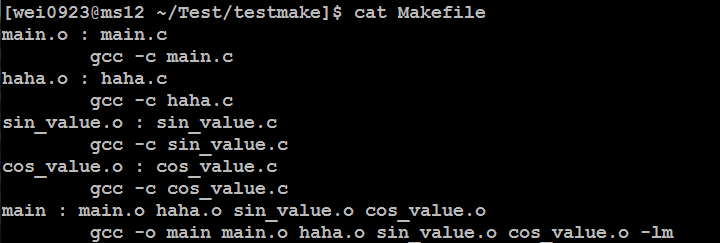 [wei0923@ms12 ~/Test/testmake]$ cat Makefile
main.o : main.c
        gcc -c main.c
haha.o : haha.c
        gcc -c haha.c
sin_value.o : sin_value.c
        gcc -c sin_value.c
cos_value.o : cos_value.c
        gcc -c cos_value.c
main : main.o haha.o sin_value.o cos_value.o
        gcc -o main main.o haha.o sin_value.o cos_value.o -lm